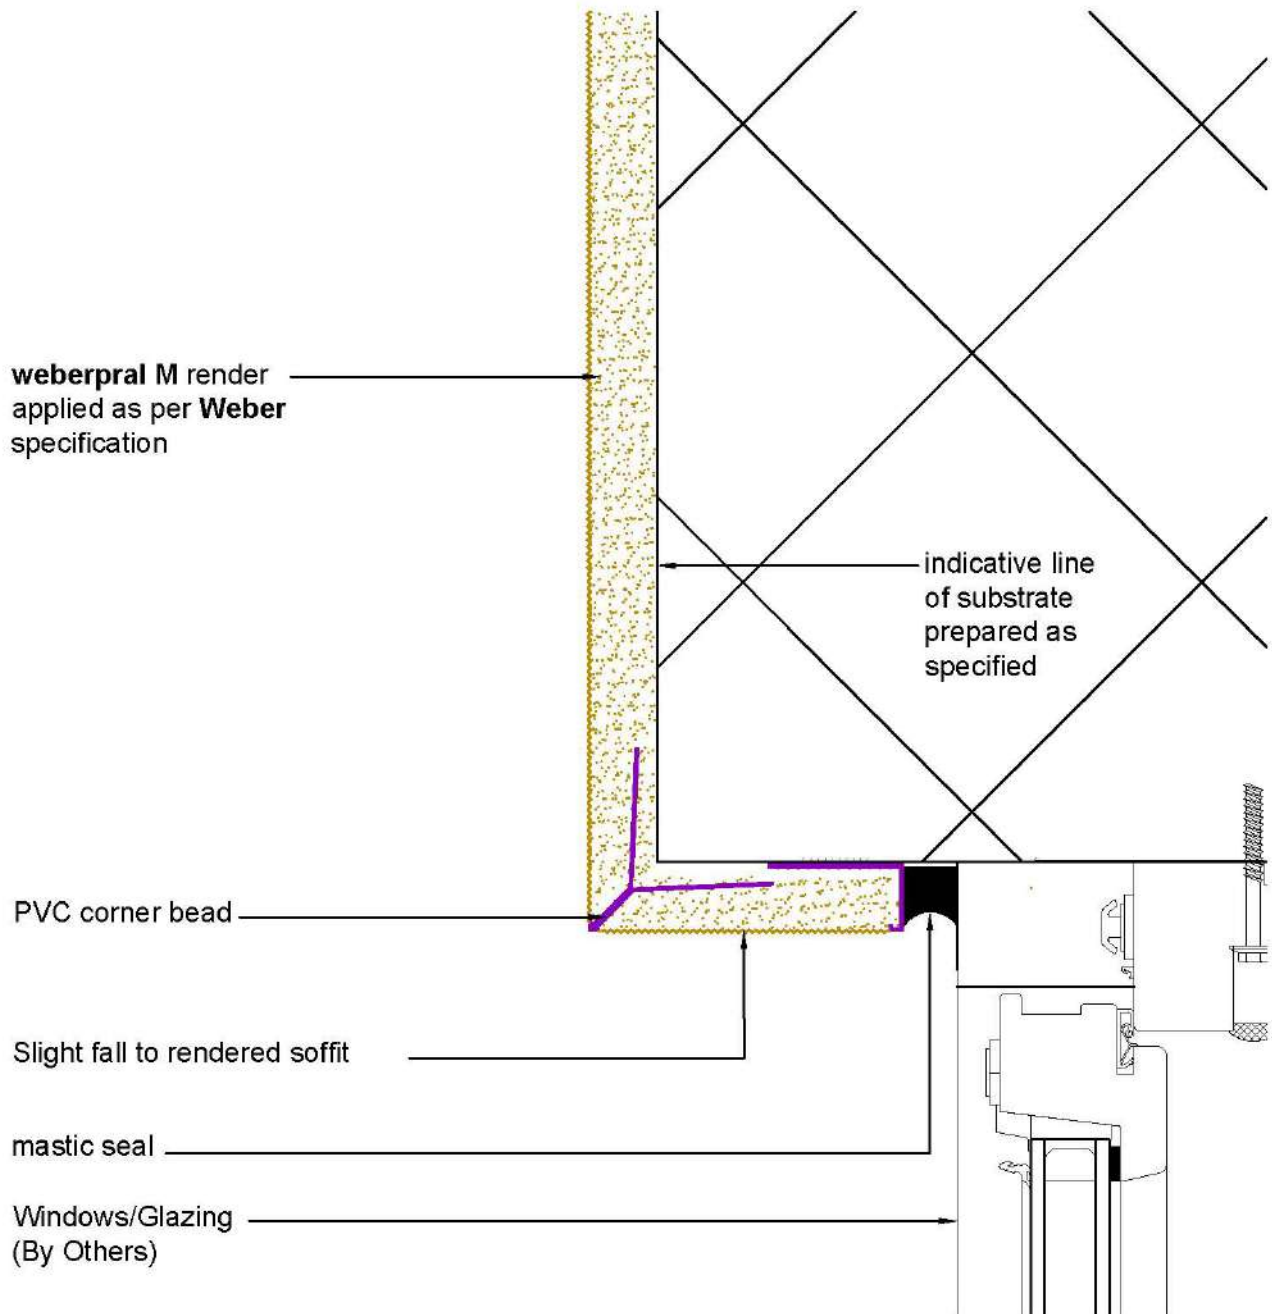 weberpral M render
applied as per Weber
specification
indicative line
of substrate
prepared as
specified
PVC corner bead
Slight fall to rendered soffit
mastic seal
Windows/Glazing
(By Others)